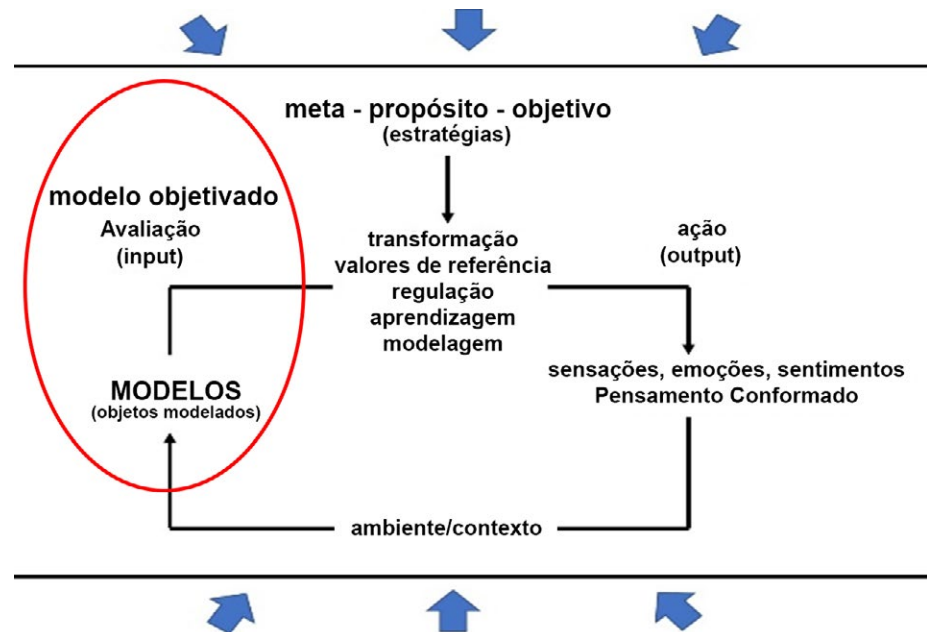 meta - propósito - objetivo
(estratégias)
modelo objetivado
Avaliação
(input)
transformação
valores de referência
regulação
aprendizagem
modelagem
ação
(output)
MODELOS
(objetos modelados)
sensações, emoções, sentimentos
Pensamento Conformado
ambiente/contexto